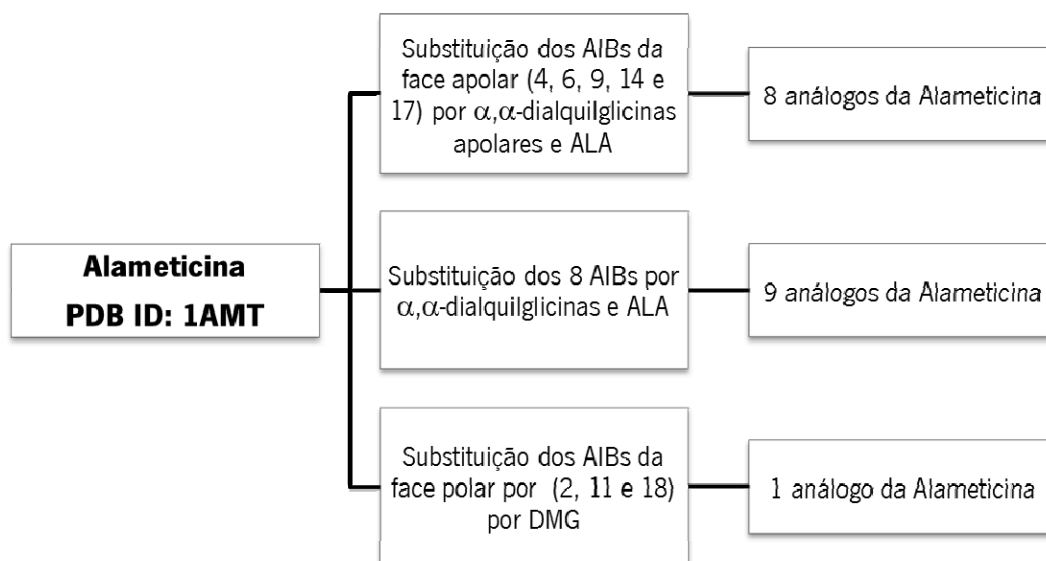 Substituição dos AIBs da
face apolar (4, 6, 9, 14 e
17) por α,α-dialquilglicinas
apolares e ALA
8 análogos da Alameticina
Alameticina
PDB ID: 1AMT
Substituição dos 8 AIBs por
α,α-dialquilglicinas e ALA
9 análogos da Alameticina
Substituição dos AIBs da
face polar por (2, 11 e 18)
por DMG
1 análogo da Alameticina